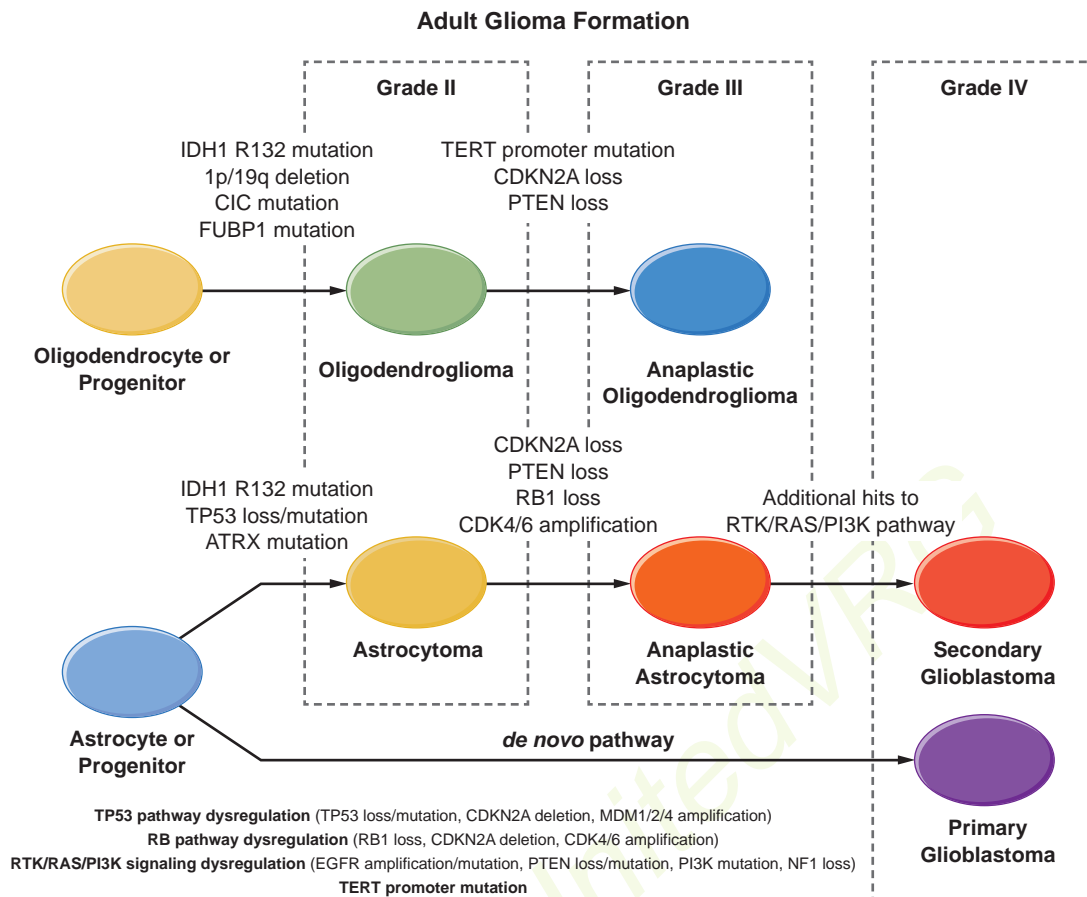 Adult Glioma Formation
Grade II
Grade III
Grade IV
IDH1 R132 mutation
1p/19q deletion
CIC mutation
FUBP1 mutation
TERT promoter mutation
CDKN2A loss
PTEN loss
Oligodendrocyte or
Progenitor
Oligodendroglioma
Anaplastic
Oligodendroglioma
IDH1 R132 mutation
TP53 loss/mutation
ATRX mutation
CDKN2A loss
PTEN loss
RB1 loss
CDK4/6 amplification
Additional hits to
RTK/RAS/PI3K pathway
Astrocytoma
Anaplastic
Astrocytoma
Secondary
Glioblastoma
Astrocyte or
Progenitor
de novo pathway
Primary
Glioblastoma
TP53 pathway dysregulation (TP53 loss/mutation, CDKN2A deletion, MDM1/2/4 amplification)
RB pathway dysregulation (RB1 loss, CDKN2A deletion, CDK4/6 amplification)
RTK/RAS/PI3K signaling dysregulation (EGFR amplification/mutation, PTEN loss/mutation, PI3K mutation, NF1 loss)
TERT promoter mutation